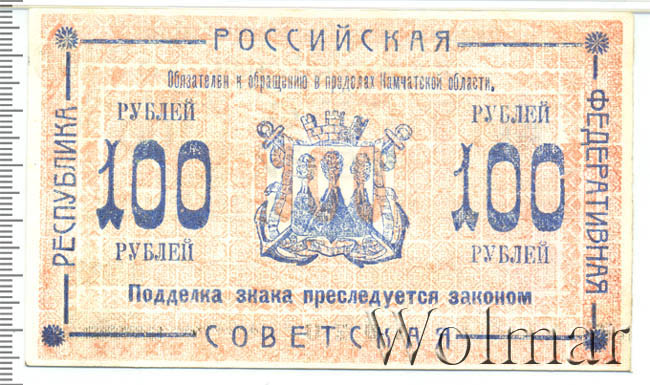 РОССИЙСКАЯ
Обязателен к обращению в пределах Камчатской области.
РУБЛЕЙ
100
РУБЛЕЙ
РУБЛЕЙ
100
РУБЛЕЙ
РЕСПУБЛИКА
ФЕДЕРАТИВНАЯ
Подделка знака преследуется законом
СОВЕТСКАЯ
Wolmar